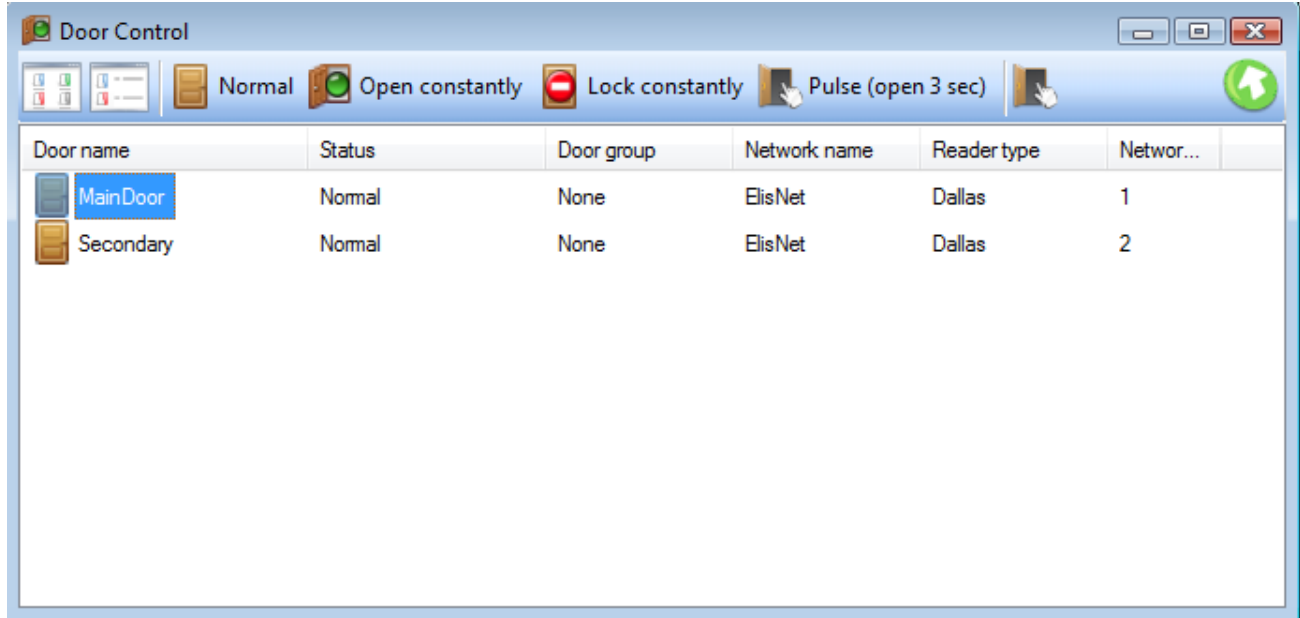 Door Control
Normal Open constantly Lock constantly Pulse (open 3 sec)
Door name Status Door group Network name Reader type Networ...
MainDoor Normal None ElisNet Dallas 1
Secondary Normal None ElisNet Dallas 2